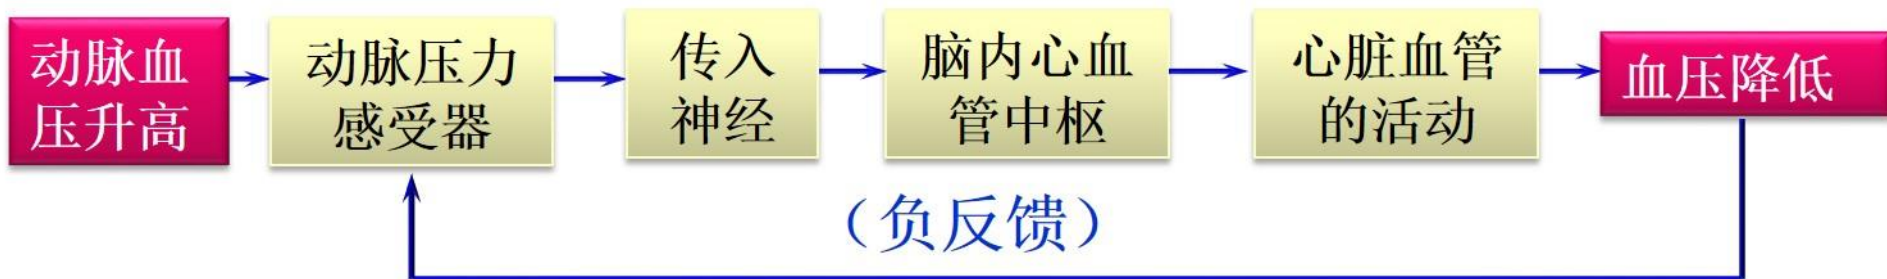 动脉血
压升高
动脉压力
感受器
传入
神经
脑内心血
管中枢
心脏血管
的活动
血压降低
（负反馈）